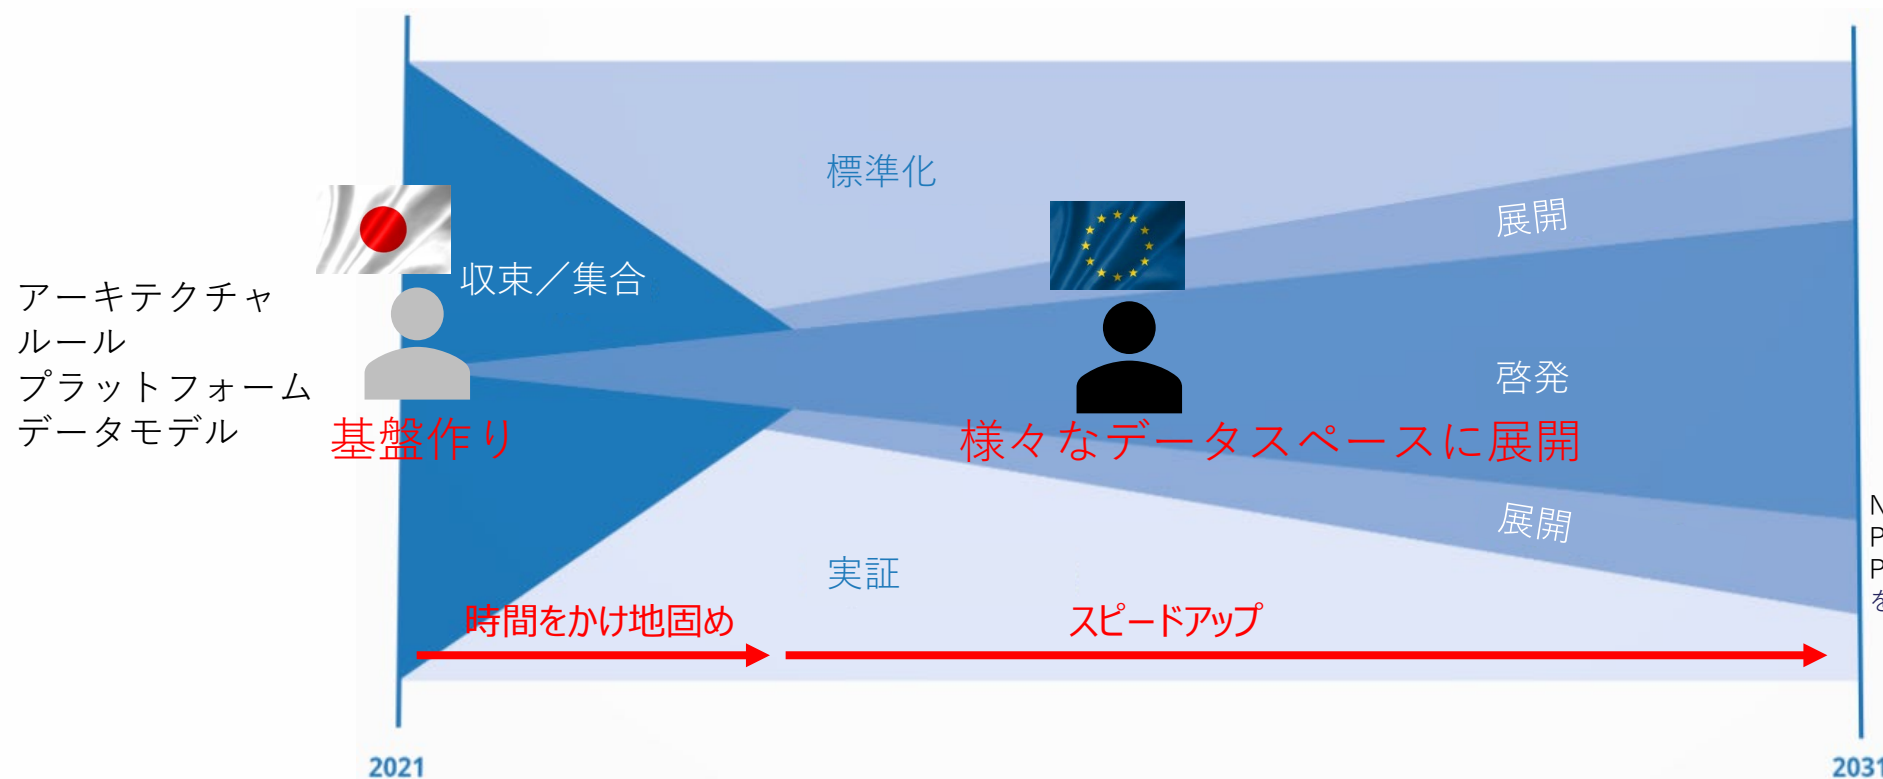 標準化
展開
収束／集合
アーキテクチャ
ルール
プラットフォーム
データモデル
基盤作り
啓発
様々なデータスペースに展開
展開
実証
時間をかけ地固め
スピードアップ
2021
2031